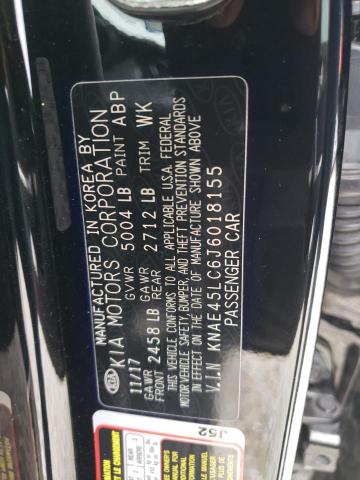 MANUFACTURED IN KOREA BY
KIA MOTORS CORPORATION
11/17 GVWR 5004 LB PAINT ABP
GAWR FRONT 2458 LB GAWR REAR 2712 LB TRIM WK
THIS VEHICLE CONFORMS TO ALL APPLICABLE U.S.A. FEDERAL
MOTOR VEHICLE SAFETY, BUMPER, AND THEFT PREVENTION STANDARDS
IN EFFECT ON THE DATE OF MANUFACTURE SHOWN ABOVE
V.I.N KNAE45LC6J6018155
PASSENGER CAR
J52